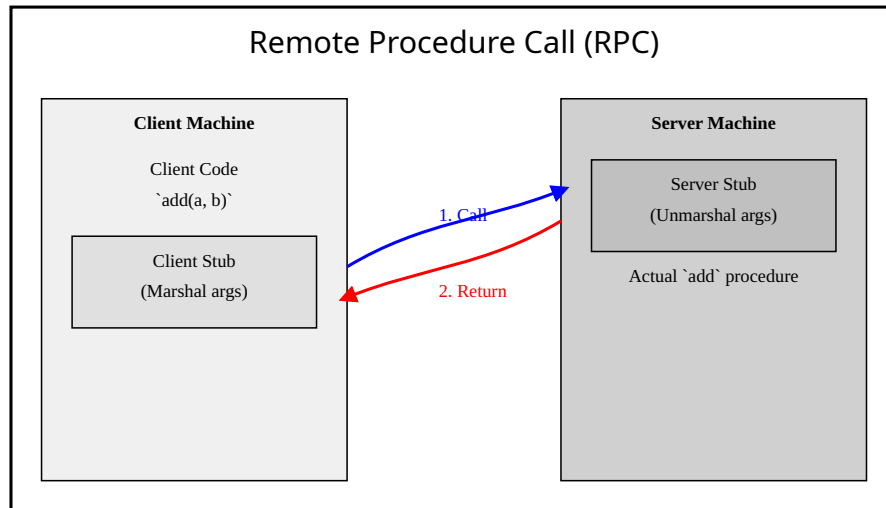 Remote Procedure Call (RPC)
Client Machine
Client Code
`add(a, b)`
Client Stub
(Marshal args)
1. Call
2. Return
Server Machine
Server Stub
(Unmarshal args)
Actual `add` procedure